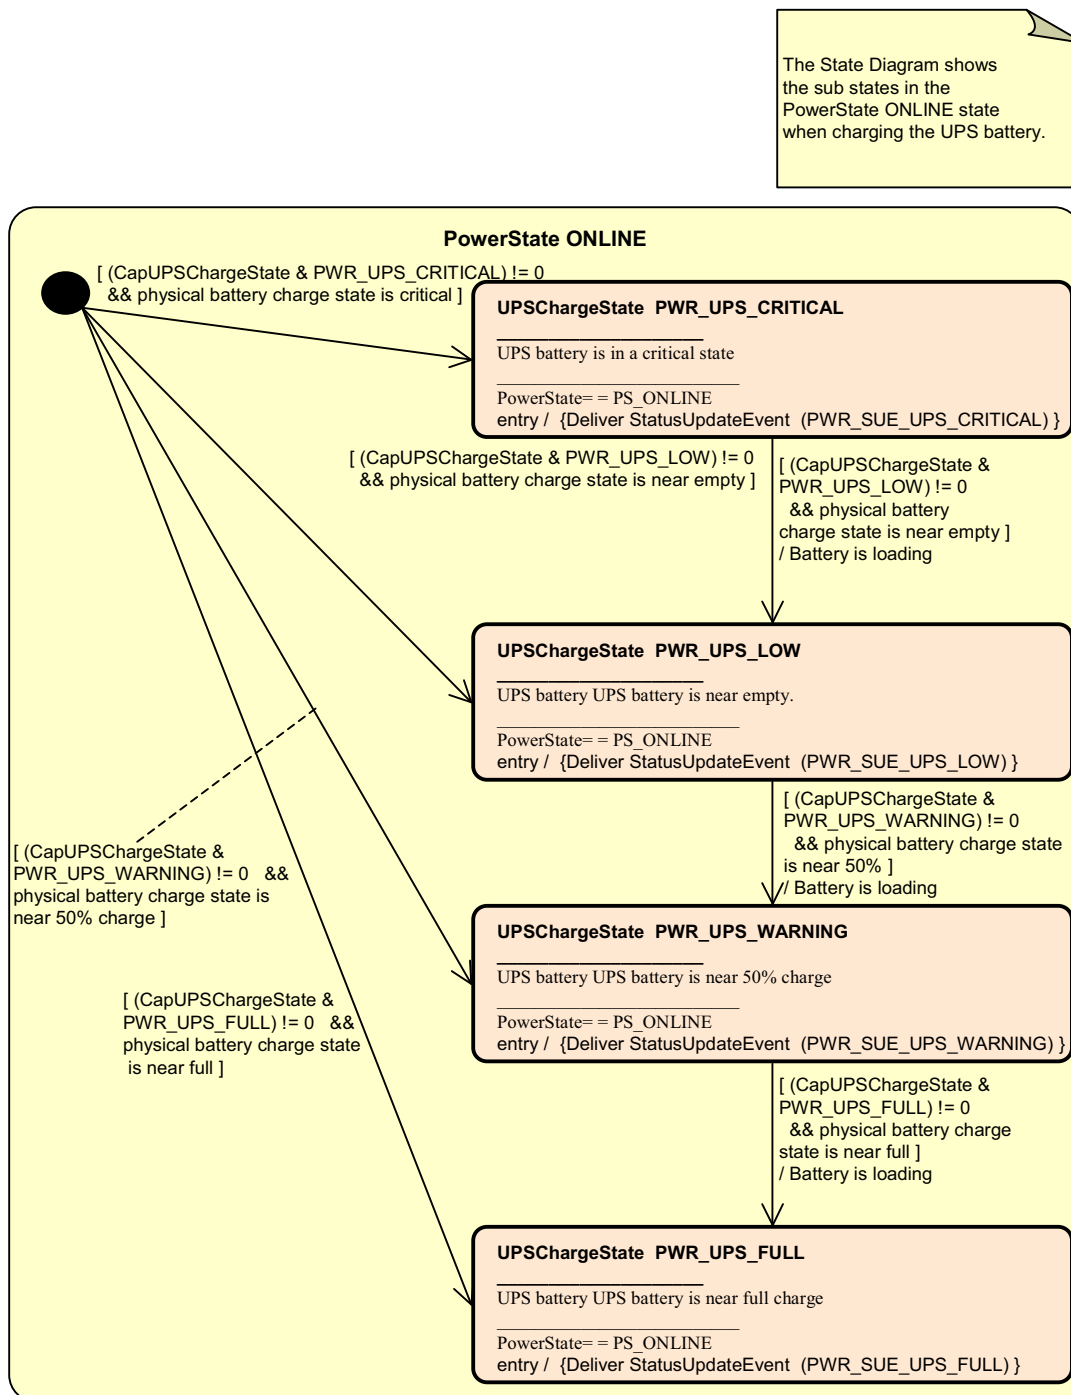 The State Diagram shows
the sub states in the
PowerState ONLINE state
when charging the UPS battery.
PowerState ONLINE
[ (CapUPSChargeState & PWR_UPS_CRITICAL) != 0
&& physical battery charge state is critical ]
UPSChargeState PWR_UPS_CRITICAL
UPS battery is in a critical state
PowerState= = PS_ONLINE
entry / {Deliver StatusUpdateEvent (PWR_SUE_UPS_CRITICAL) }
[ (CapUPSChargeState & PWR_UPS_LOW) != 0
&& physical battery charge state is near empty ]
[ (CapUPSChargeState &
PWR_UPS_LOW) != 0
&& physical battery
charge state is near empty ]
/ Battery is loading
UPSChargeState PWR_UPS_LOW
UPS battery UPS battery is near empty.
PowerState= = PS_ONLINE
entry / {Deliver StatusUpdateEvent (PWR_SUE_UPS_LOW) }
[ (CapUPSChargeState &
PWR_UPS_WARNING) != 0
&& physical battery charge state
is near 50% ]
/ Battery is loading
[ (CapUPSChargeState &
PWR_UPS_WARNING) != 0 &&
physical battery charge state is
near 50% charge ]
UPSChargeState PWR_UPS_WARNING
UPS battery UPS battery is near 50% charge
PowerState= = PS_ONLINE
entry / {Deliver StatusUpdateEvent (PWR_SUE_UPS_WARNING) }
[ (CapUPSChargeState &
PWR_UPS_FULL) != 0 &&
physical battery charge state
is near full ]
[ (CapUPSChargeState &
PWR_UPS_FULL) != 0
&& physical battery charge
state is near full ]
/ Battery is loading
UPSChargeState PWR_UPS_FULL
UPS battery UPS battery is near full charge
PowerState= = PS_ONLINE
entry / {Deliver StatusUpdateEvent (PWR_SUE_UPS_FULL) }